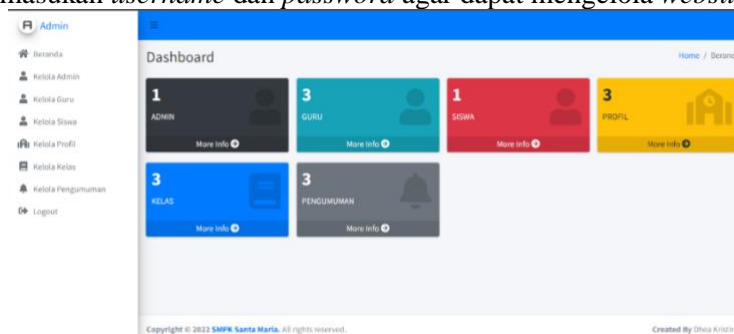 masukan username dan password agar dapat mengelola website
Admin
Beranda
Kelola Admin
Kelola Guru
Kelola Siswa
Kelola Profil
Kelola Kelas
Kelola Pengumuman
Logout
Dashboard
Home /
1
ADMIN
More Info
3
GURU
More Info
1
SISWA
More Info
3
PROFIL
More Info
3
KELAS
More Info
3
PENGUMUMAN
More Info
Copyright © 2022 SMPK Santa Maria. All rights reserved.
Created By Dhea